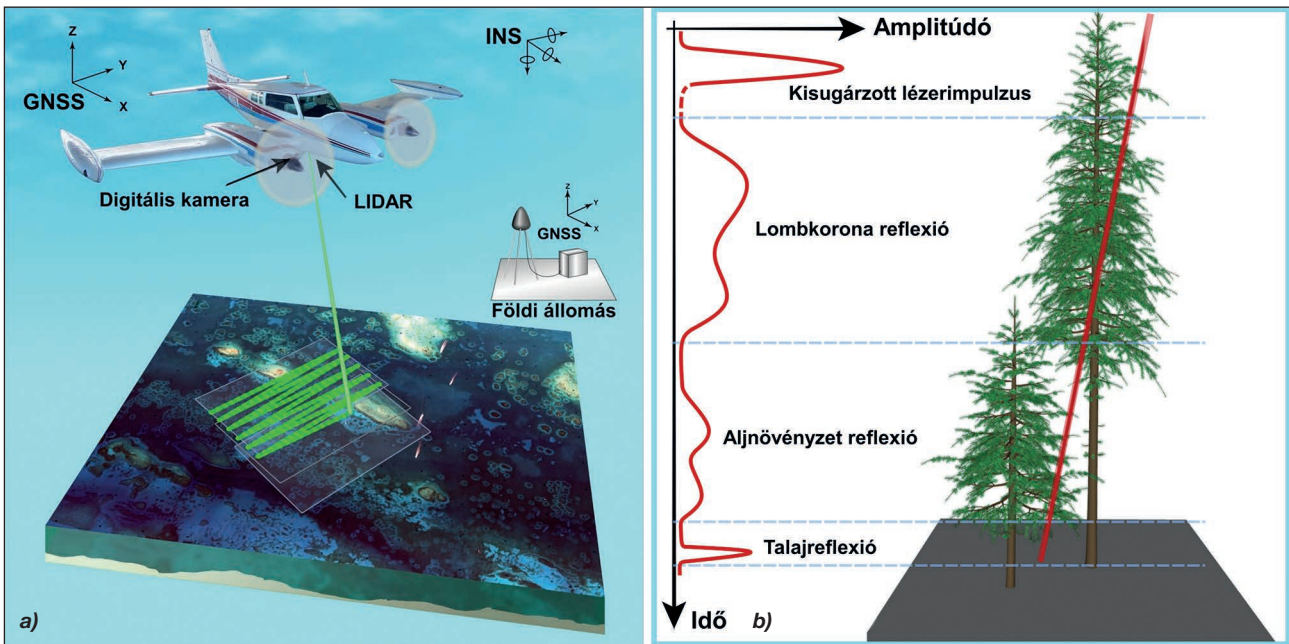 Z
Y
X
GNSS
INS
Digitális kamera
LIDAR
Z
Y
X
GNSS
Földi állomás
a)
Amplitúdó
Kisugárzott lézerimpulzus
Lombkorona reflexió
Aljnövényzet reflexió
Talajreflexió
Idő
b)